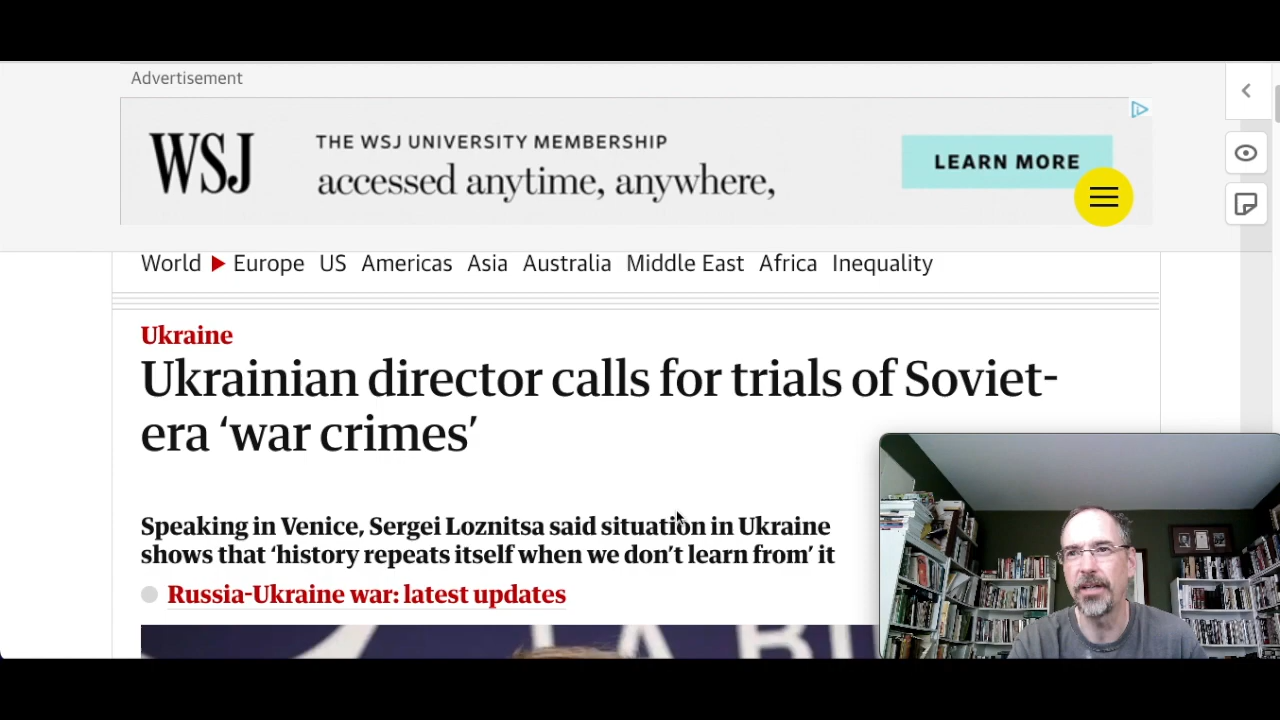 Advertisement
WSJ
THE WSJ UNIVERSITY MEMBERSHIP
accessed anytime, anywhere,
LEARN MORE
World Europe US Americas Asia Australia Middle East Africa Inequality
Ukraine
Ukrainian director calls for trials of Soviet-
era ‘war crimes’
Speaking in Venice, Sergei Loznitsa said situation in Ukraine
shows that ‘history repeats itself when we don’t learn from’ it
Russia-Ukraine war: latest updates
LA B